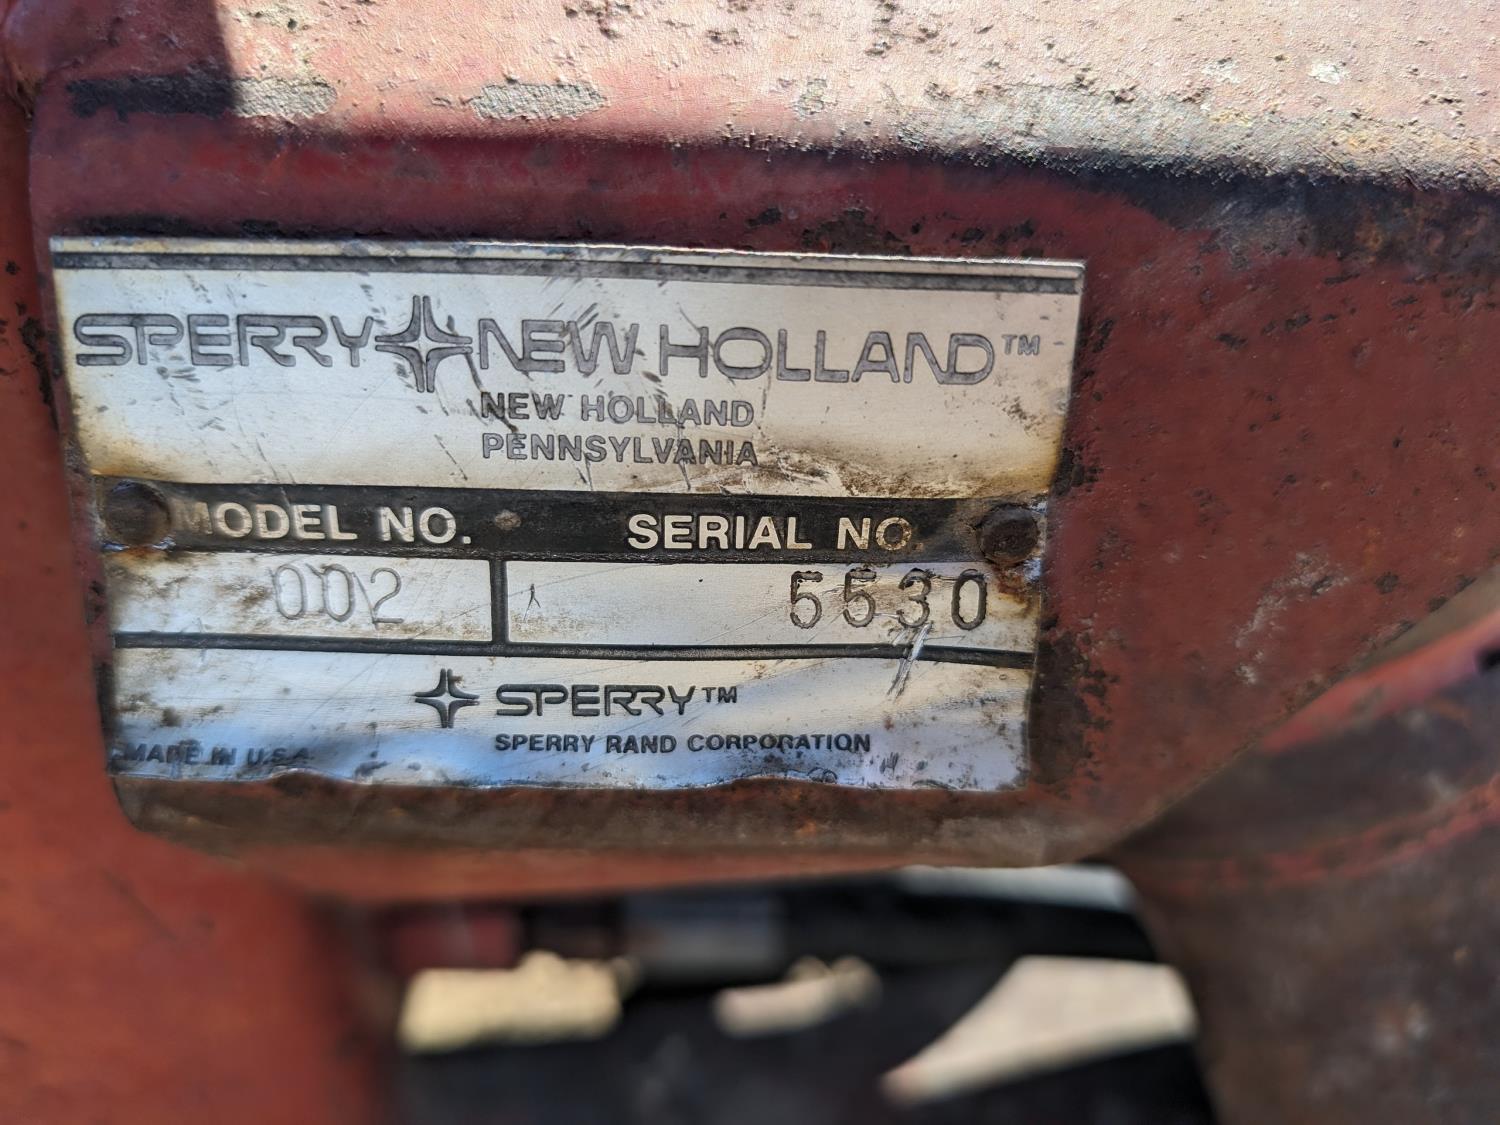 SPERRY NEW HOLLAND™
NEW HOLLAND
PENNSYLVANIA
MODEL NO. SERIAL NO.
002 5530
SPERRY™
SPERRY RAND CORPORATION
MADE IN U.S.A.